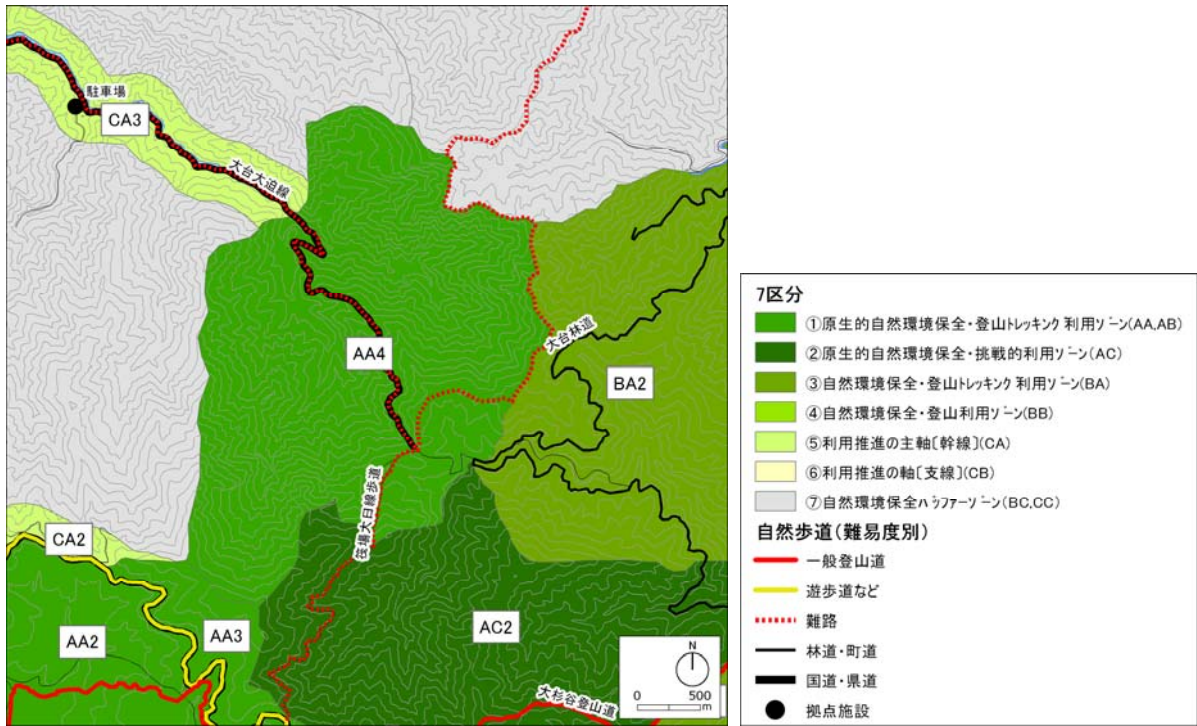 駐車場
CA3
大台大迫線
AA4
大台林道
BA2
筏場大日線歩道
CA2
AA3
AA2
AC2
大杉谷登山道
N
0 500
m
7区分
①原生的自然環境保全・登山トレッキング利用ゾーン(AA,AB)
②原生的自然環境保全・挑戦的利用ゾーン(AC)
③自然環境保全・登山トレッキング利用ゾーン(BA)
④自然環境保全・登山利用ゾーン(BB)
⑤利用推進の主軸〔幹線〕(CA)
⑥利用推進の軸〔支線〕(CB)
⑦自然環境保全バッファーゾーン(BC,CC)
自然歩道(難易度別)
一般登山道
遊歩道など
難路
林道・町道
国道・県道
拠点施設